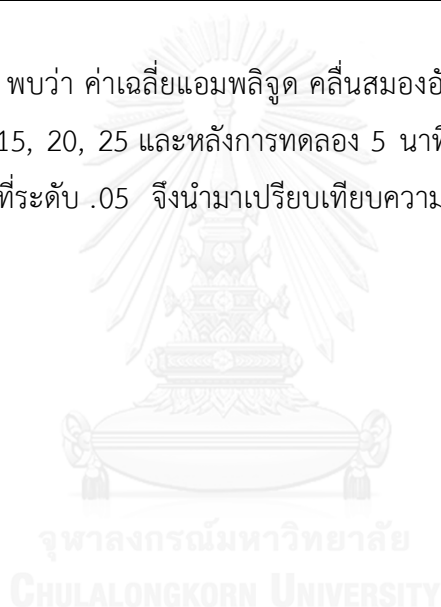 พบว่า ค่าเฉลี่ยแอมพลิจูด คลื่นสมองอั
15, 20, 25 และหลังการทดลอง 5 นาที
ที่ระดับ .05 จึงนำมาเปรียบเทียบความ
จุฬาลงกรณ์มหาวิทยาลัย
CHULALONGKORN UNIVERSITY